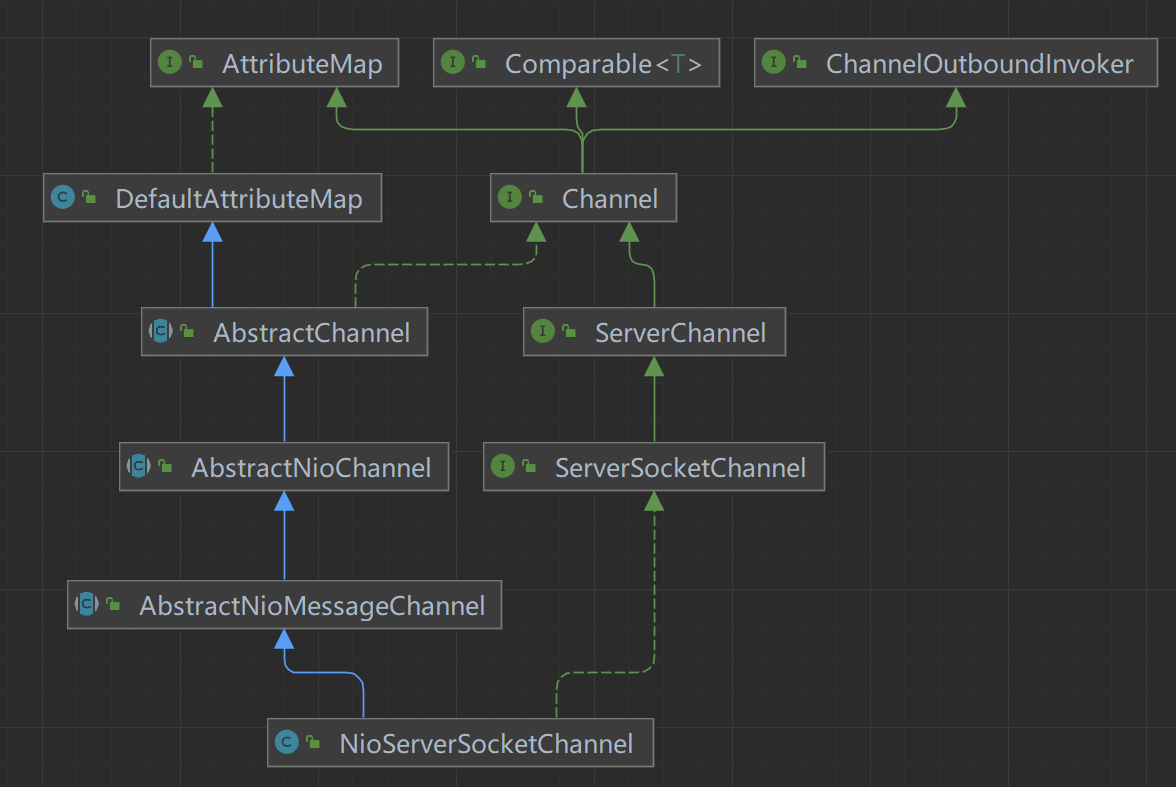 I AttributeMap
I Comparable<T>
I ChannelOutboundInvoker
C DefaultAttributeMap
I Channel
C AbstractChannel
I ServerChannel
C AbstractNioChannel
I ServerSocketChannel
C AbstractNioMessageChannel
C NioServerSocketChannel